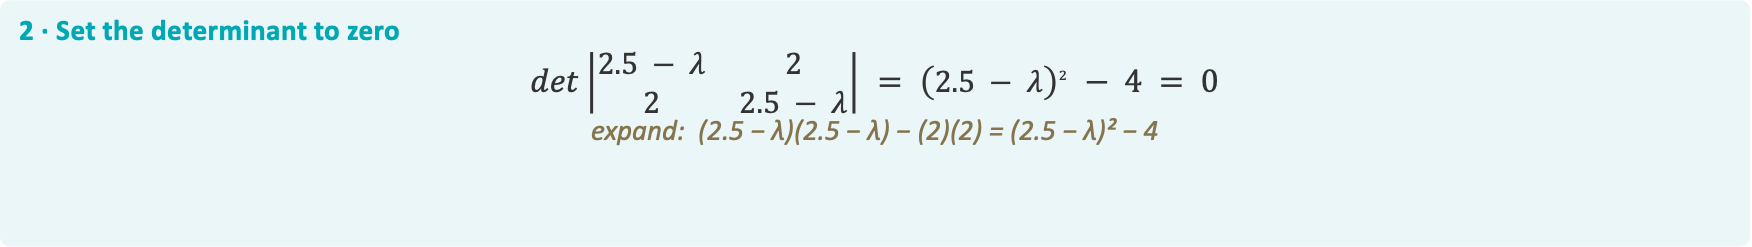 2 · Set the determinant to zero
det |2.5 − λ 2
2 2.5 − λ| = (2.5 − λ)² − 4 = 0
expand: (2.5 – λ)(2.5 – λ) – (2)(2) = (2.5 – λ)² – 4